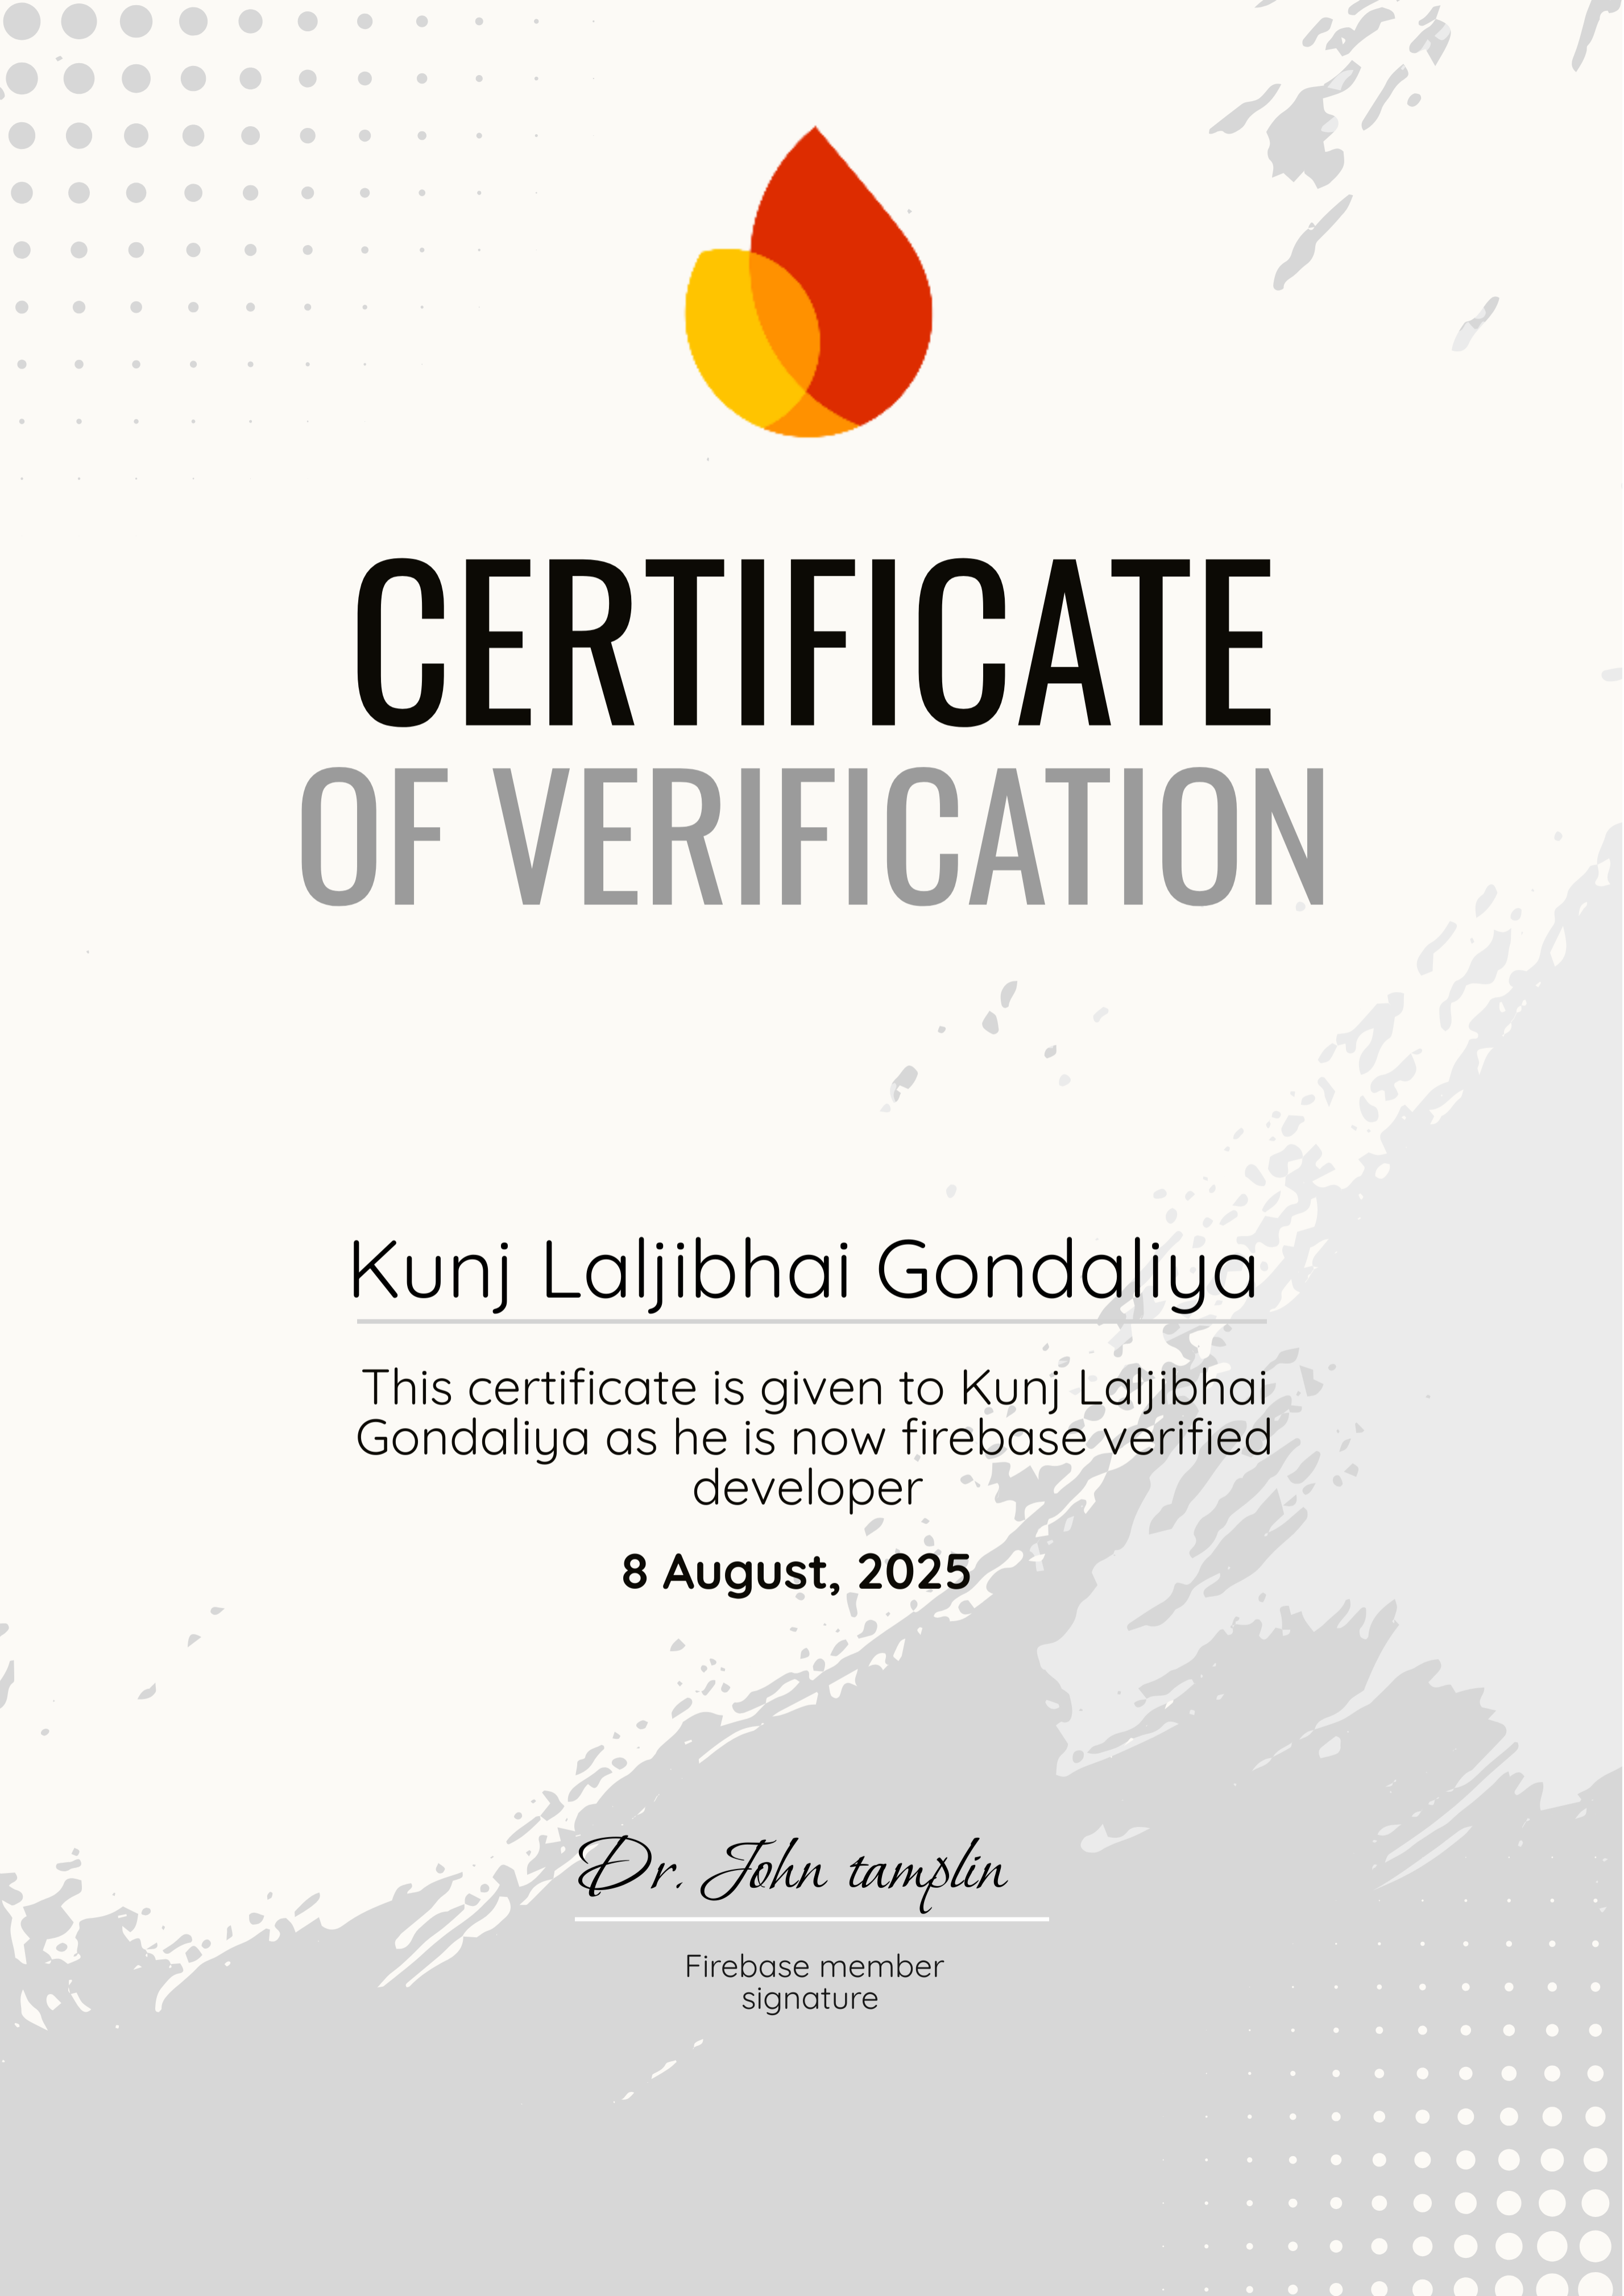 CERTIFICATE
OF VERIFICATION
Kunj Laljibhai Gondaliya
This certificate is given to Kunj Laljibhai
Gondaliya as he is now firebase verified
developer
8 August, 2025
Dr. John tamplin
Firebase member
signature